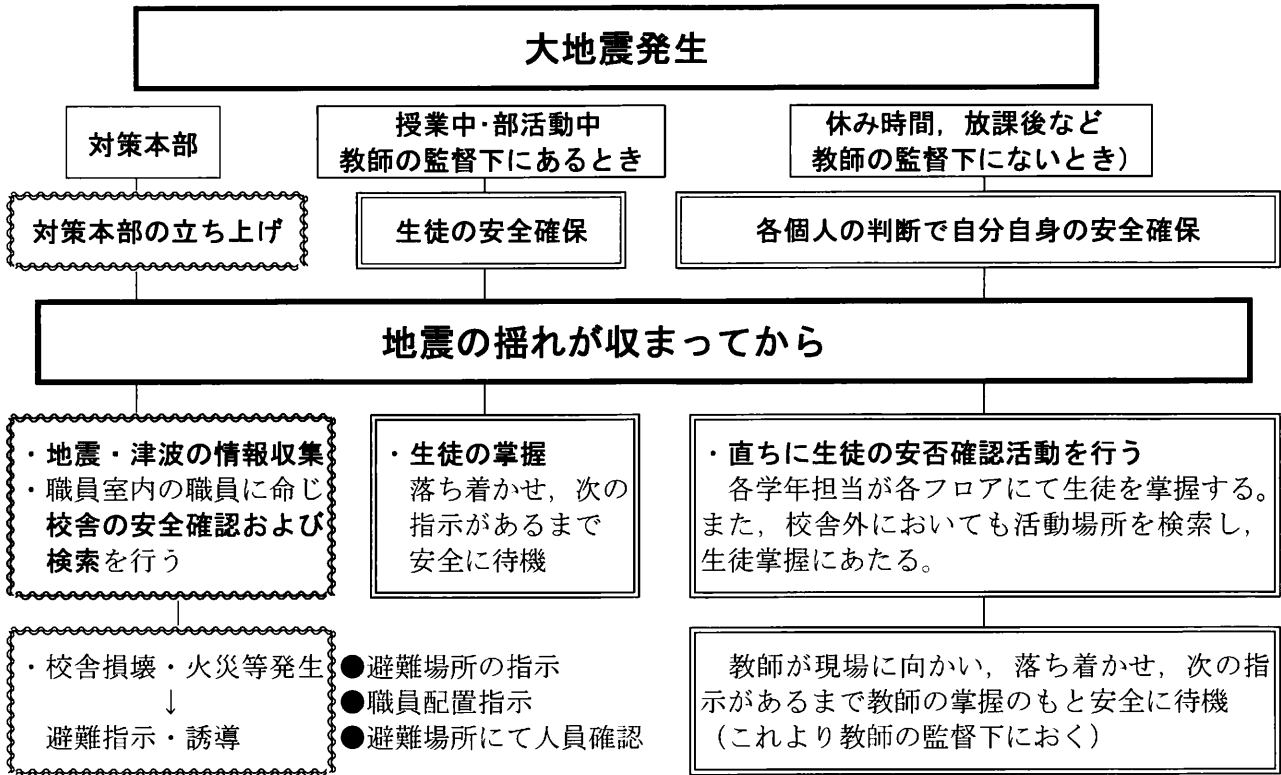 大地震発生
対策本部
授業中・部活動中
教師の監督下にあるとき
休み時間，放課後など
教師の監督下にないとき）
対策本部の立ち上げ
生徒の安全確保
各個人の判断で自分自身の安全確保
地震の揺れが収まってから
・地震・津波の情報収集
・職員室内の職員に命じ
校舎の安全確認および
検索を行う
・生徒の掌握
落ち着かせ，次の
指示があるまで
安全に待機
・直ちに生徒の安否確認活動を行う
各学年担当が各フロアにて生徒を掌握する。
また，校舎外においても活動場所を検索し，
生徒掌握にあたる。
・校舎損壊・火災等発生
↓
避難指示・誘導
●避難場所の指示
●職員配置指示
●避難場所にて人員確認
教師が現場に向かい，落ち着かせ，次の指
示があるまで教師の掌握のもと安全に待機
（これより教師の監督下におく）